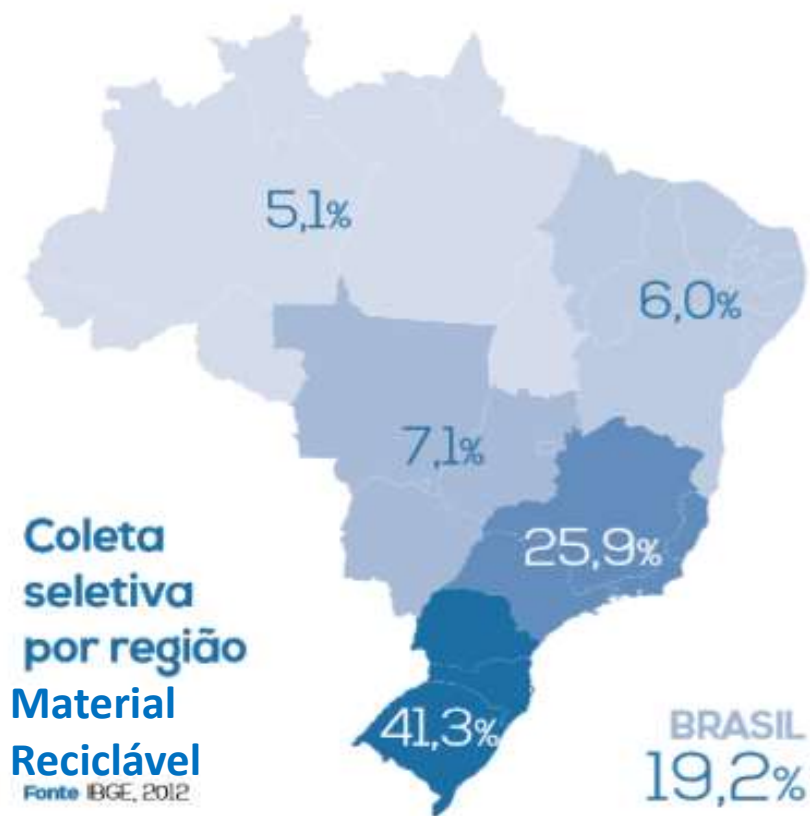 5,1%
6,0%
7,1%
25,9%
Coleta
seletiva
por região
Material
Reciclável
Fonte IBGE, 2012
41,3%
BRASIL
19,2%